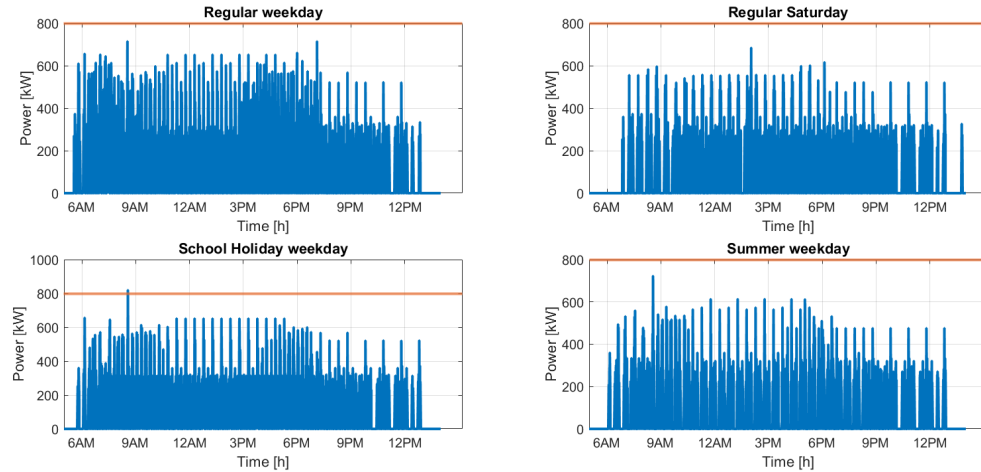 Regular weekday
800
600
400
200
0
Power [kW]
6AM 9AM 12AM 3PM 6PM 9PM 12PM
Time [h]
Regular Saturday
800
600
400
200
0
Power [kW]
6AM 9AM 12AM 3PM 6PM 9PM 12PM
Time [h]
School Holiday weekday
1000
800
600
400
200
0
Power [kW]
6AM 9AM 12AM 3PM 6PM 9PM 12PM
Time [h]
Summer weekday
800
600
400
200
0
Power [kW]
6AM 9AM 12AM 3PM 6PM 9PM 12PM
Time [h]